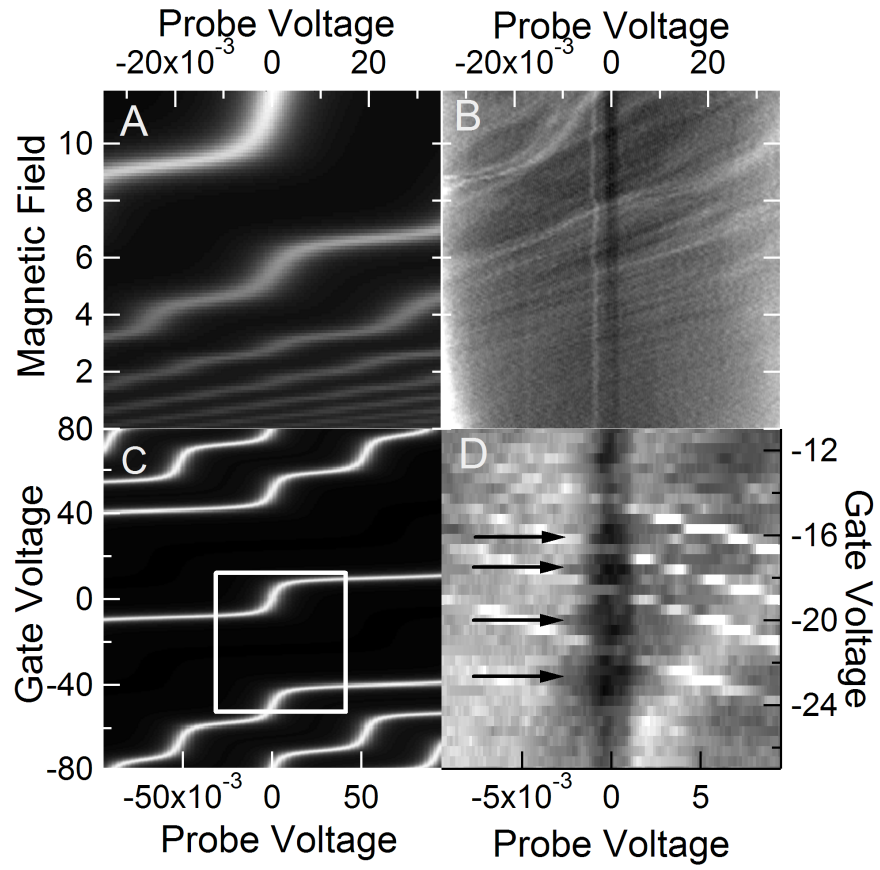 Probe Voltage Probe Voltage
-20x10-3 0 20 -20x10-3 0 20
A B
10
8
6
4
2
Magnetic Field
80
C D
40
0
-40
-80
Gate Voltage
-12
-16
-20
-24
Gate Voltage
-50x10-3 0 50 -5x10-3 0 5
Probe Voltage Probe Voltage